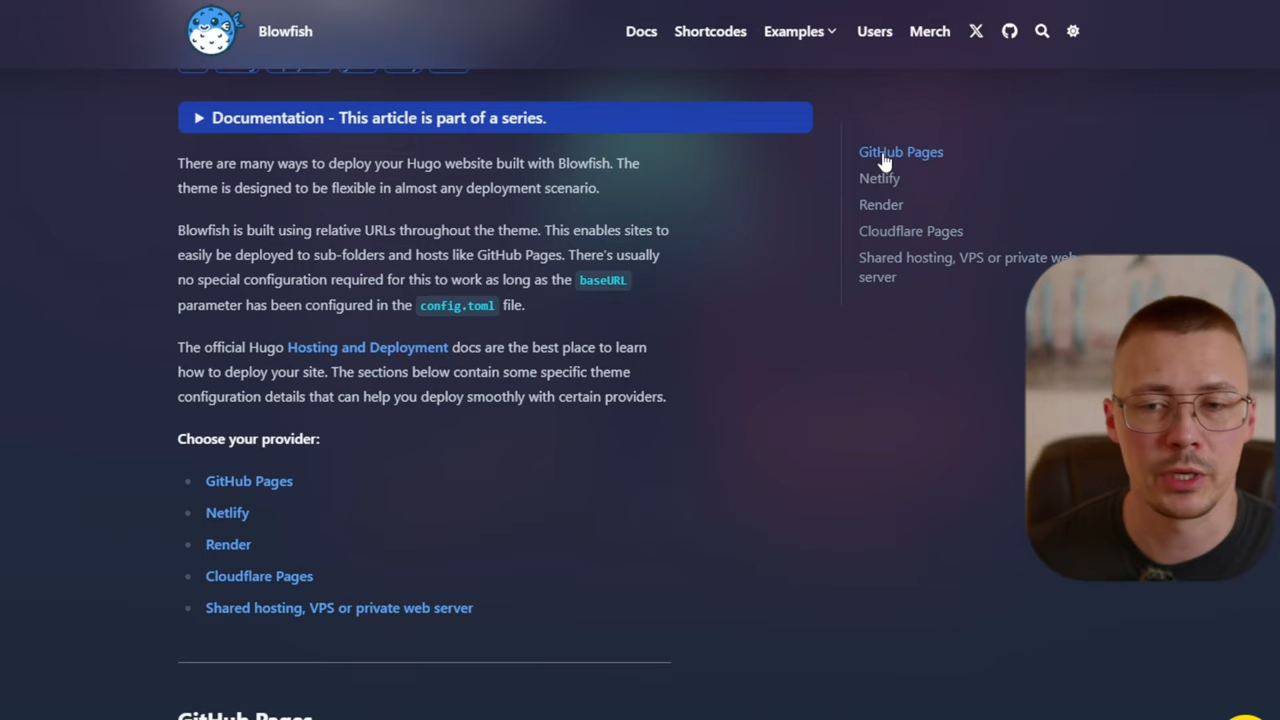 Blowfish
Docs
Shortcodes
Examples
Users
Merch
Documentation - This article is part of a series.
There are many ways to deploy your Hugo website built with Blowfish. The
theme is designed to be flexible in almost any deployment scenario.
Blowfish is built using relative URLs throughout the theme. This enables sites to
easily be deployed to sub-folders and hosts like GitHub Pages. There's usually
no special configuration required for this to work as long as the baseURL
parameter has been configured in the config.toml file.
The official Hugo Hosting and Deployment docs are the best place to learn
how to deploy your site. The sections below contain some specific theme
configuration details that can help you deploy smoothly with certain providers.
Choose your provider:
GitHub Pages
Netlify
Render
Cloudflare Pages
Shared hosting, VPS or private web server
GitHub Pages
GitHub Pages
Netlify
Render
Cloudflare Pages
Shared hosting, VPS or private web
server